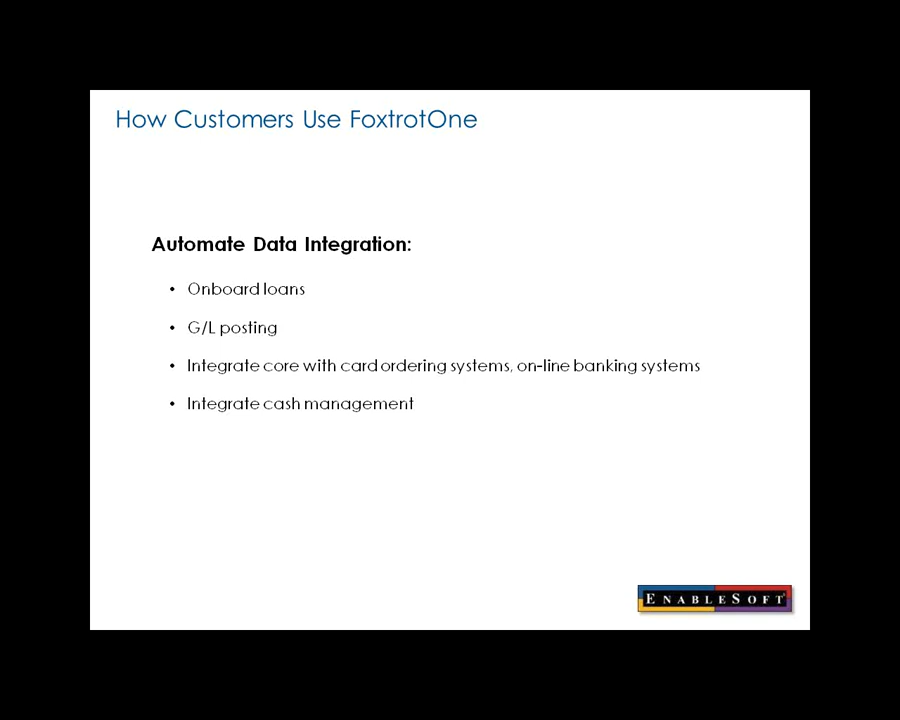 How Customers Use FoxtrotOne
Automate Data Integration:
• Onboard loans
• G/L posting
• Integrate core with card ordering systems, on-line banking systems
• Integrate cash management
ENABLESOFT